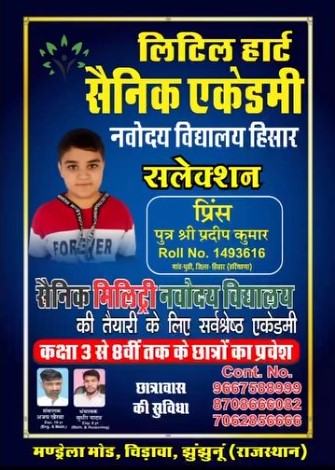 लिटिल हार्ट
सैनिक एकेडमी
नवोदय विद्यालय हिसार
सलेक्शन
प्रिंस
पुत्र श्री प्रदीप कुमार
Roll No. 1493616
FOREVER
सैनिक मिलिट्री नवोदय विद्यालय
की तैयारी के लिए सर्वश्रेष्ठ एकेडमी
कक्षा 3 से 8वीं तक के छात्रों का प्रवेश
Cont. No.
9667588999
8708666082
7062856666
छात्रावास
की सुविधा
मण्ड्रेला मोड, चिड़ावा, झुंझुनूं (राजस्थान)